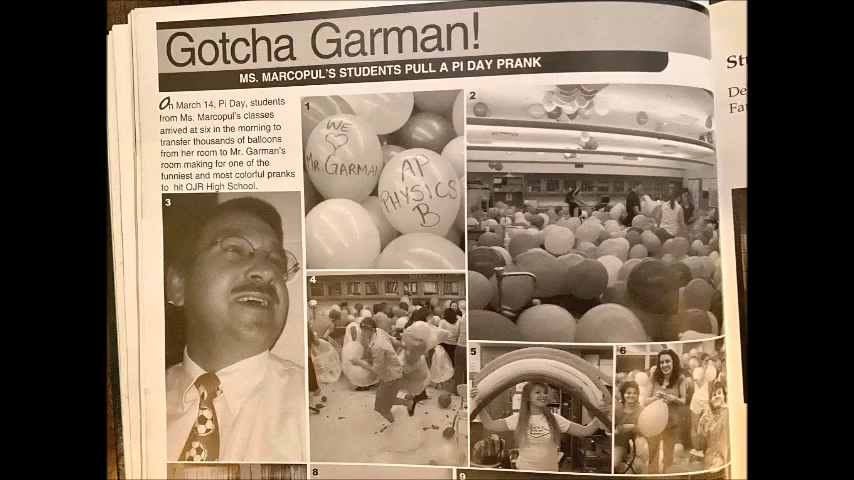 Gotcha Garman!
MS. MARCOPUL'S STUDENTS PULL A PI DAY PRANK
On March 14, Pi Day, students
from Ms. Marcopul's classes
arrived at six in the morning to
transfer thousands of balloons
from her room to Mr. Garman's
room making for one of the
funniest and most colorful pranks
to hit OJR High School.
1
WE
MR. GARMAN
AP
PHYSICS
B
2
3
4
5
6
8
9
De